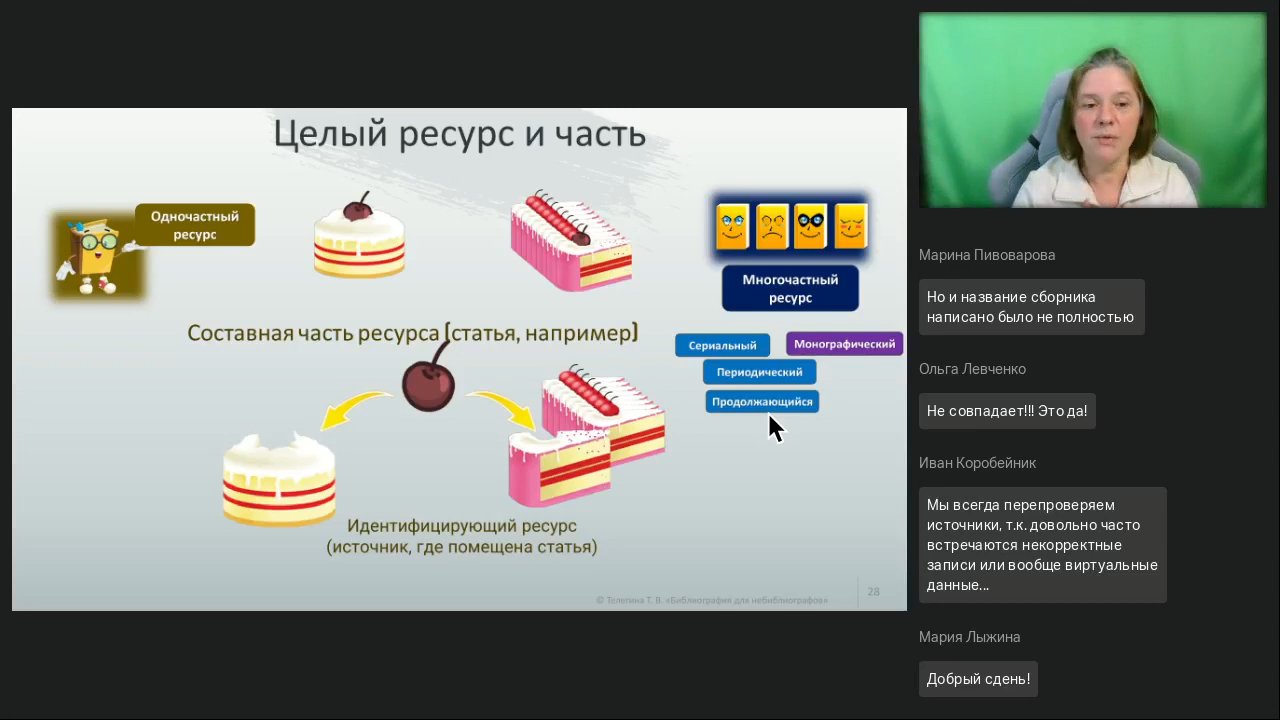 Целый ресурс и часть
Одночастный
ресурс
Многочастный
ресурс
Составная часть ресурса (статья, например)
Сериальный
Монографический
Периодический
Продолжающийся
Идентифицирующий ресурс
(источник, где помещена статья)
© Телегина Т. В. «Библиография для небиблиографов»
28
Марина Пивоварова
Но и название сборника
написано было не полностью
Ольга Левченко
Не совпадает!!! Это да!
Иван Коробейник
Мы всегда перепроверяем
источники, т.к. довольно часто
встречаются некорректные
записи или вообще виртуальные
данные...
Мария Лыжина
Добрый сдень!